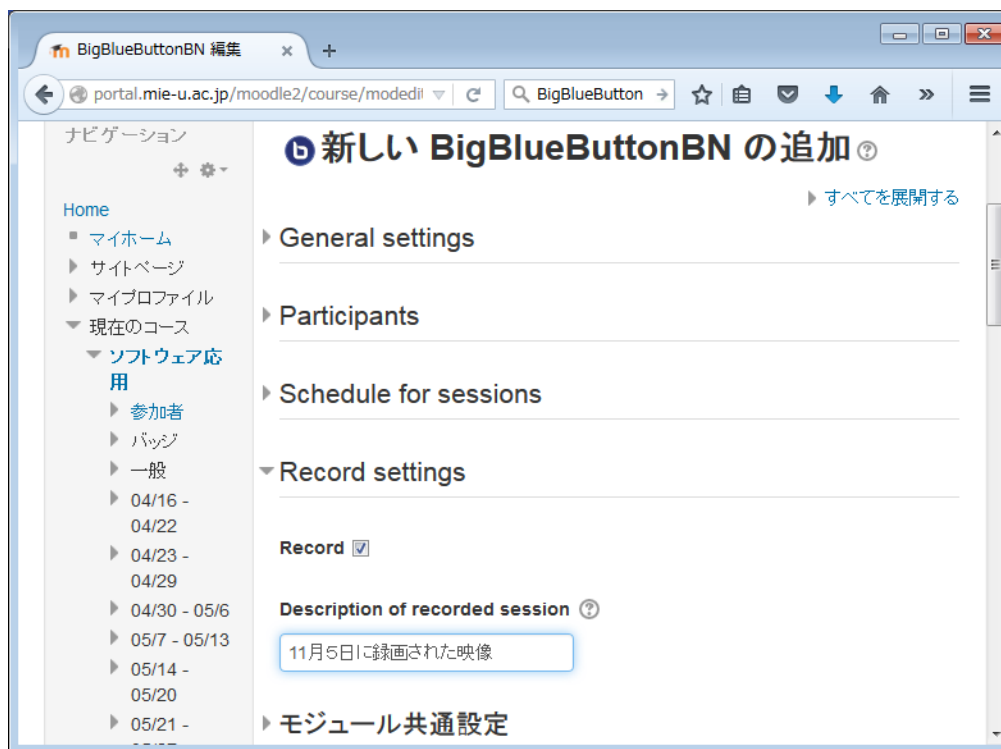 BigBlueButtonBN 編集
portal.mie-u.ac.jp/moodle2/course/modedit
BigBlueButton
ナビゲーション
Home
マイホーム
サイトページ
マイプロファイル
現在のコース
ソフトウェア応
用
参加者
バッジ
一般
04/16 -
04/22
04/23 -
04/29
04/30 - 05/6
05/7 - 05/13
05/14 -
05/20
05/21 -
新しい BigBlueButtonBN の追加
すべてを展開する
General settings
Participants
Schedule for sessions
Record settings
Record
Description of recorded session
11月5日に録画された映像
モジュール共通設定